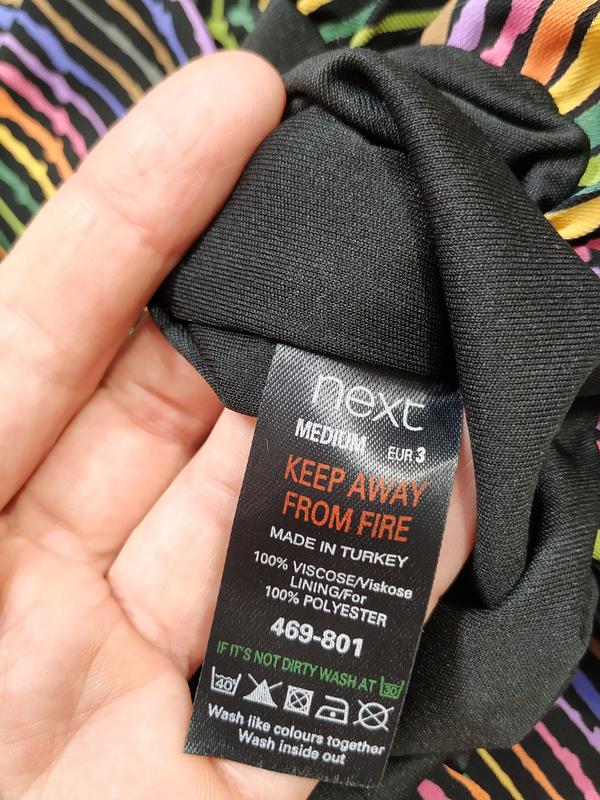 next
MEDIUM EUR 3
KEEP AWAY
FROM FIRE
MADE IN TURKEY
100% VISCOSE/Viskose
LINING/For
100% POLYESTER
469-801
IF IT'S NOT DIRTY WASH AT 30
40
Wash like colours together
Wash inside out